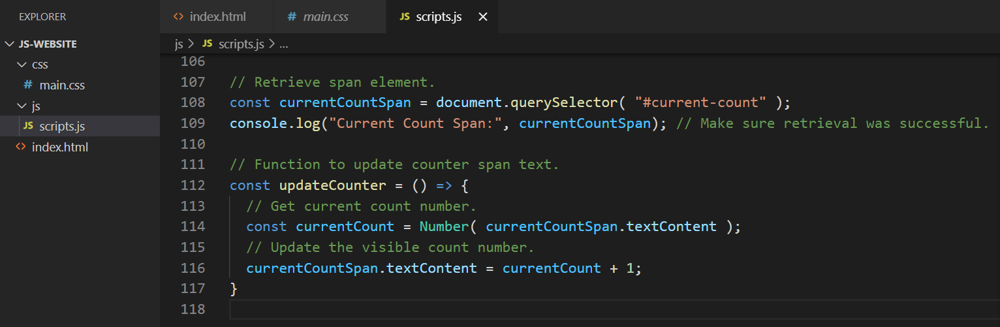 EXPLORER
JS-WEBSITE
css
# main.css
js
JS scripts.js
<> index.html
<> index.html # main.css JS scripts.js ×
js > JS scripts.js > ...
106
107 // Retrieve span element.
108 const currentCountSpan = document.querySelector( "#current-count" );
109 console.log("Current Count Span:", currentCountSpan); // Make sure retrieval was successful.
110
111 // Function to update counter span text.
112 const updateCounter = () => {
113   // Get current count number.
114   const currentCount = Number( currentCountSpan.textContent );
115   // Update the visible count number.
116   currentCountSpan.textContent = currentCount + 1;
117 }
118